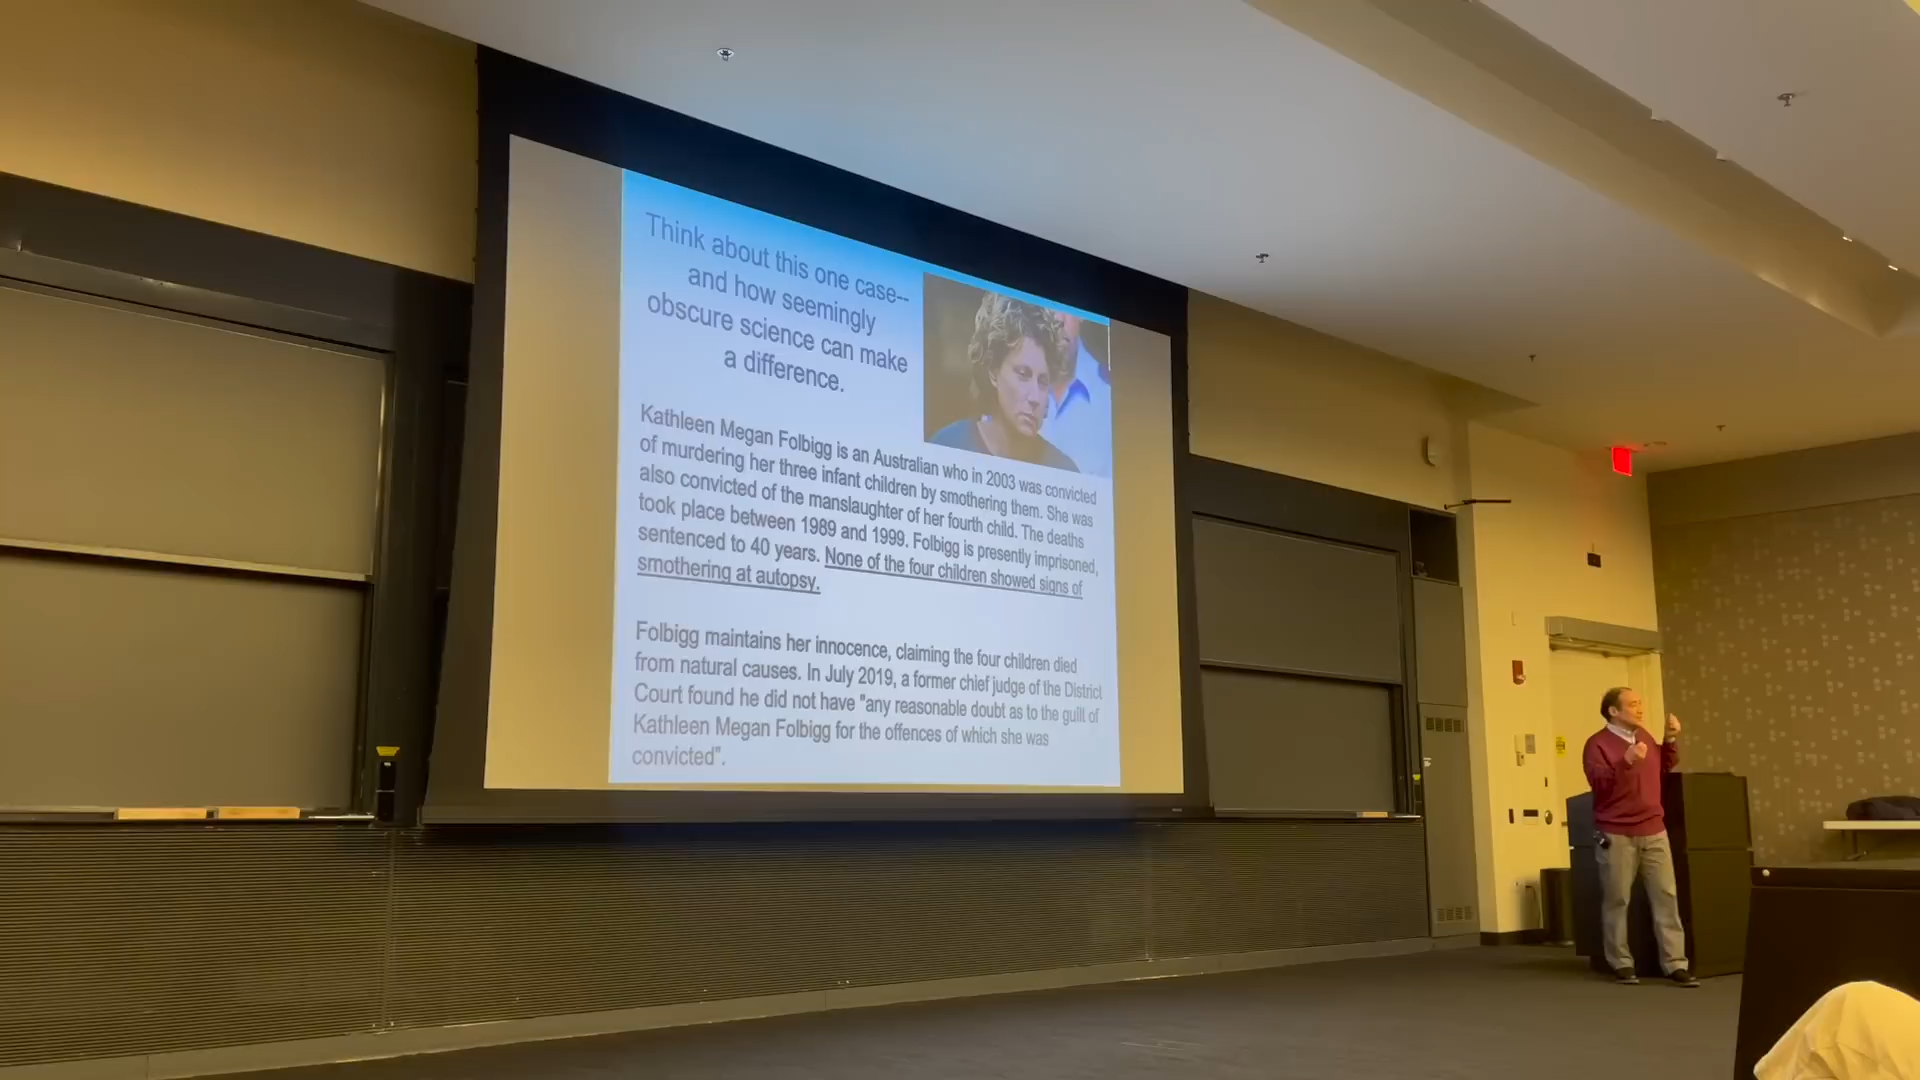 Think about this one case--
and how seemingly
obscure science can make
a difference.
Kathleen Megan Folbigg is an Australian who in 2003 was convicted
of murdering her three infant children by smothering them. She was
also convicted of the manslaughter of her fourth child. The deaths
took place between 1989 and 1999. Folbigg is presently imprisoned,
sentenced to 40 years. None of the four children showed signs of
smothering at autopsy.
Folbigg maintains her innocence, claiming the four children died
from natural causes. In July 2019, a former chief judge of the District
Court found he did not have "any reasonable doubt as to the guilt of
Kathleen Megan Folbigg for the offences of which she was
convicted".